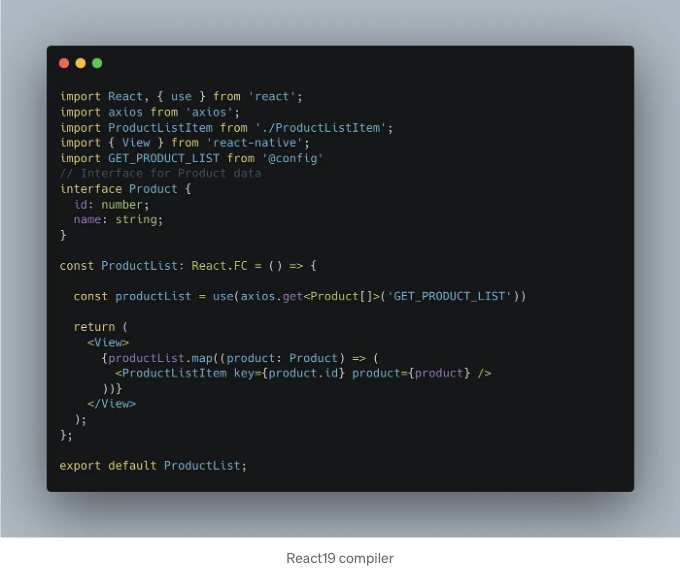 import React, { use } from 'react';
import axios from 'axios';
import ProductListItem from './ProductListItem';
import { View } from 'react-native';
import GET_PRODUCT_LIST from '@config'
// Interface for Product data
interface Product {
  id: number;
  name: string;
}

const ProductList: React.FC = () => {

  const productList = use(axios.get<Product[]>('GET_PRODUCT_LIST'))

  return (
    <View>
      {productList.map((product: Product) => (
        <ProductListItem key={product.id} product={product} />
      ))}
    </View>
  );
};

export default ProductList;
React19 compiler